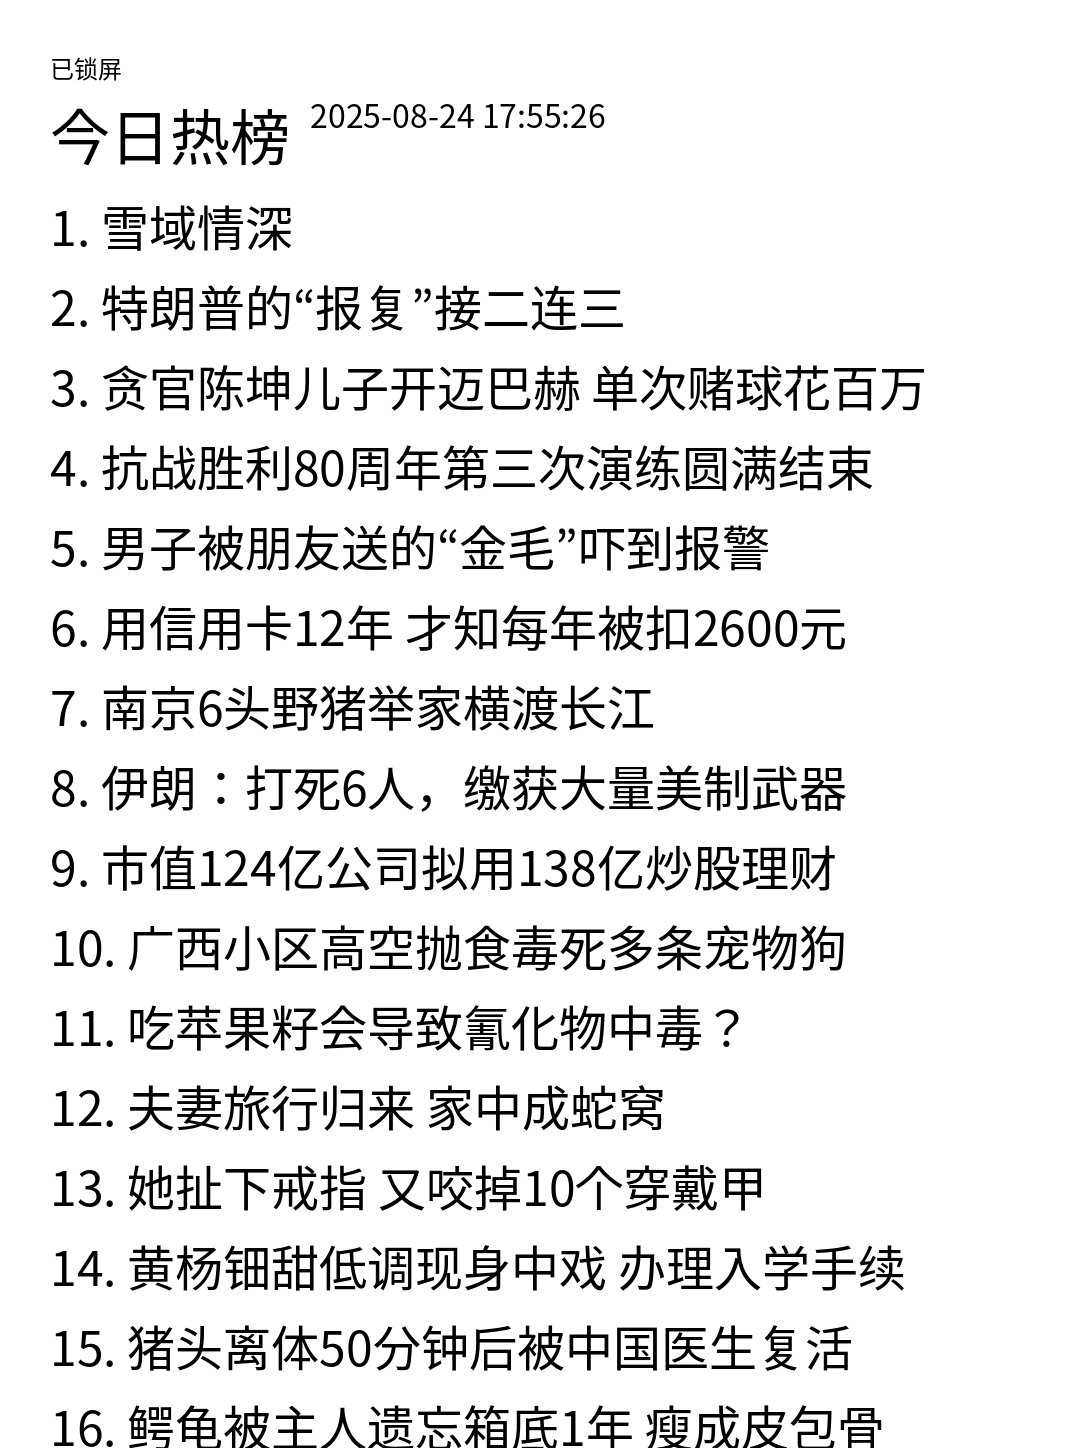 已锁屏
今日热榜 2025-08-24 17:55:26
1. 雪域情深
2. 特朗普的“报复”接二连三
3. 贪官陈坤儿子开迈巴赫 单次赌球花百万
4. 抗战胜利80周年第三次演练圆满结束
5. 男子被朋友送的“金毛”吓到报警
6. 用信用卡12年 才知每年被扣2600元
7. 南京6头野猪举家横渡长江
8. 伊朗：打死6人，缴获大量美制武器
9. 市值124亿公司拟用138亿炒股理财
10. 广西小区高空抛食毒死多条宠物狗
11. 吃苹果籽会导致氰化物中毒？
12. 夫妻旅行归来 家中成蛇窝
13. 她扯下戒指 又咬掉10个穿戴甲
14. 黄杨钿甜低调现身中戏 办理入学手续
15. 猪头离体50分钟后被中国医生复活
16. 鳄龟被主人遗忘箱底1年 瘦成皮包骨